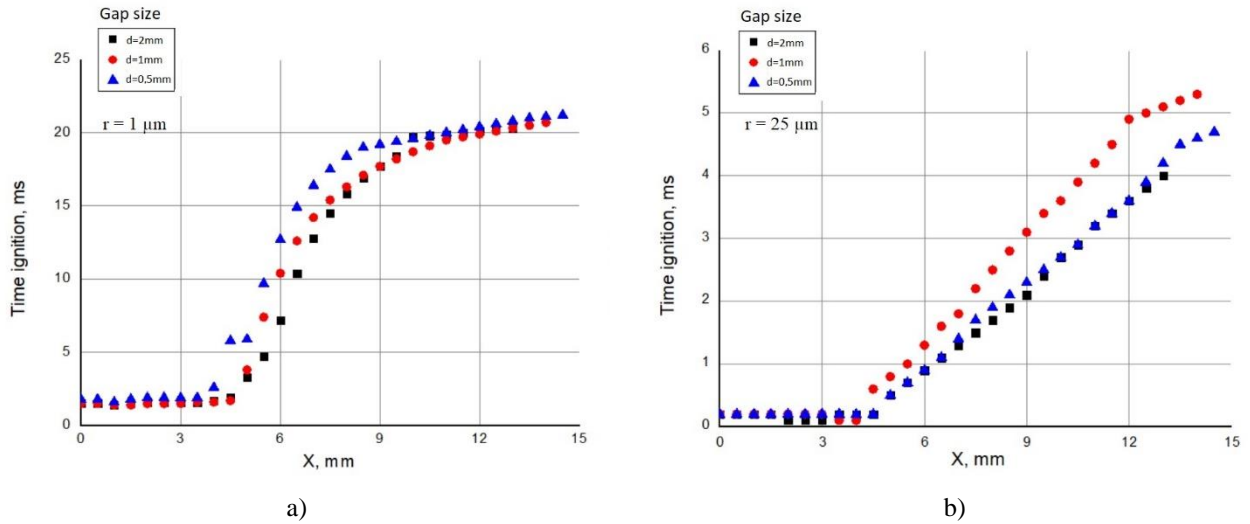 Gap size
d=2mm
d=1mm
d=0,5mm
r = 1 μm
25
20
15
10
5
0
Time ignition, ms
0 3 6 9 12 15
X, mm
a)
Gap size
d=2mm
d=1mm
d=0,5mm
r = 25 μm
6
5
4
3
2
1
0
Time ignition, ms
0 3 6 9 12 15
X, mm
b)